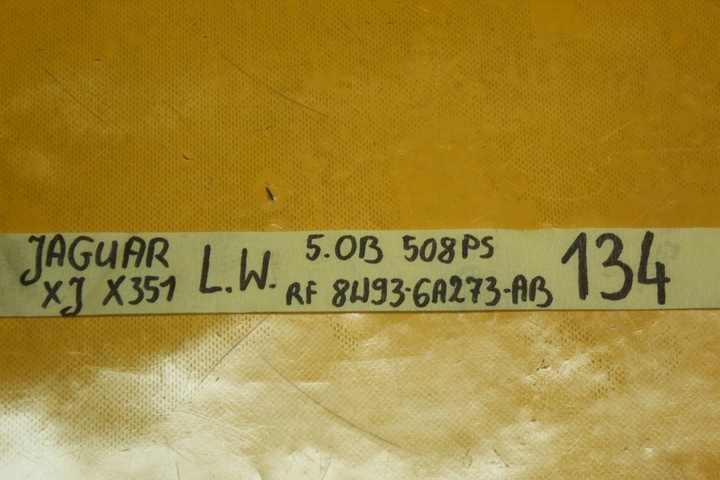 JAGUAR
XJ X351
L.W.
5.0B 508PS
RF 8W93-6A273-AB
134